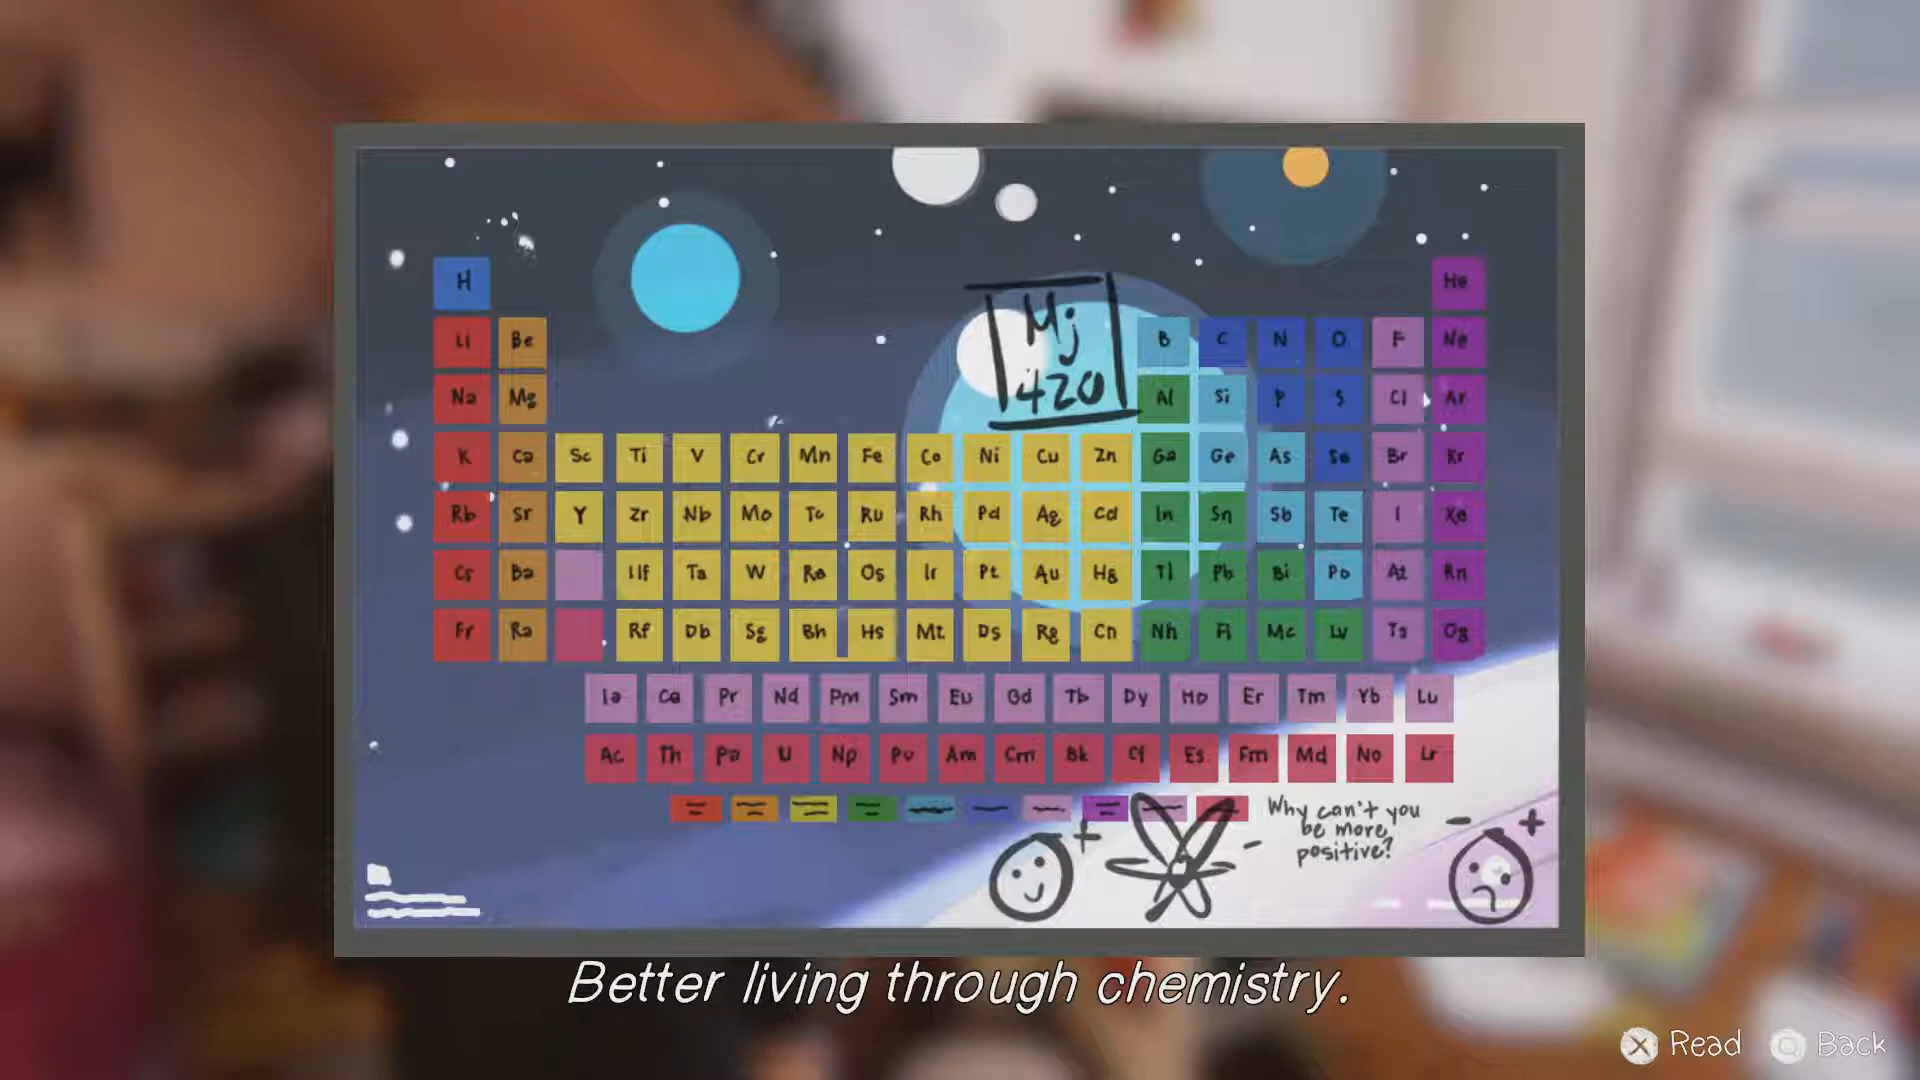 H He
Li Be B C N O F Ne
Mj
420
Na Mg Al Si P S Cl Ar
K Ca Sc Ti V Cr Mn Fe Co Ni Cu Zn Ga Ge As Se Br Kr
Rb Sr Y Zr Nb Mo Tc Ru Rh Pd Ag Cd In Sn Sb Te I Xe
Cs Ba Hf Ta W Re Os Ir Pt Au Hg Tl Pb Bi Po At Rn
Fr Ra Rf Db Sg Bh Hs Mt Ds Rg Cn Nh Fl Mc Lv Ts Og
la Ce Pr Nd Pm Sm Eu Gd Tb Dy Ho Er Tm Yb Lu
Ac Th Pa U Np Pu Am Cm Bk Cf Es Fm Md No Lr
Why can't you
be more
positive?
+ - - +
Better living through chemistry.
Read Back